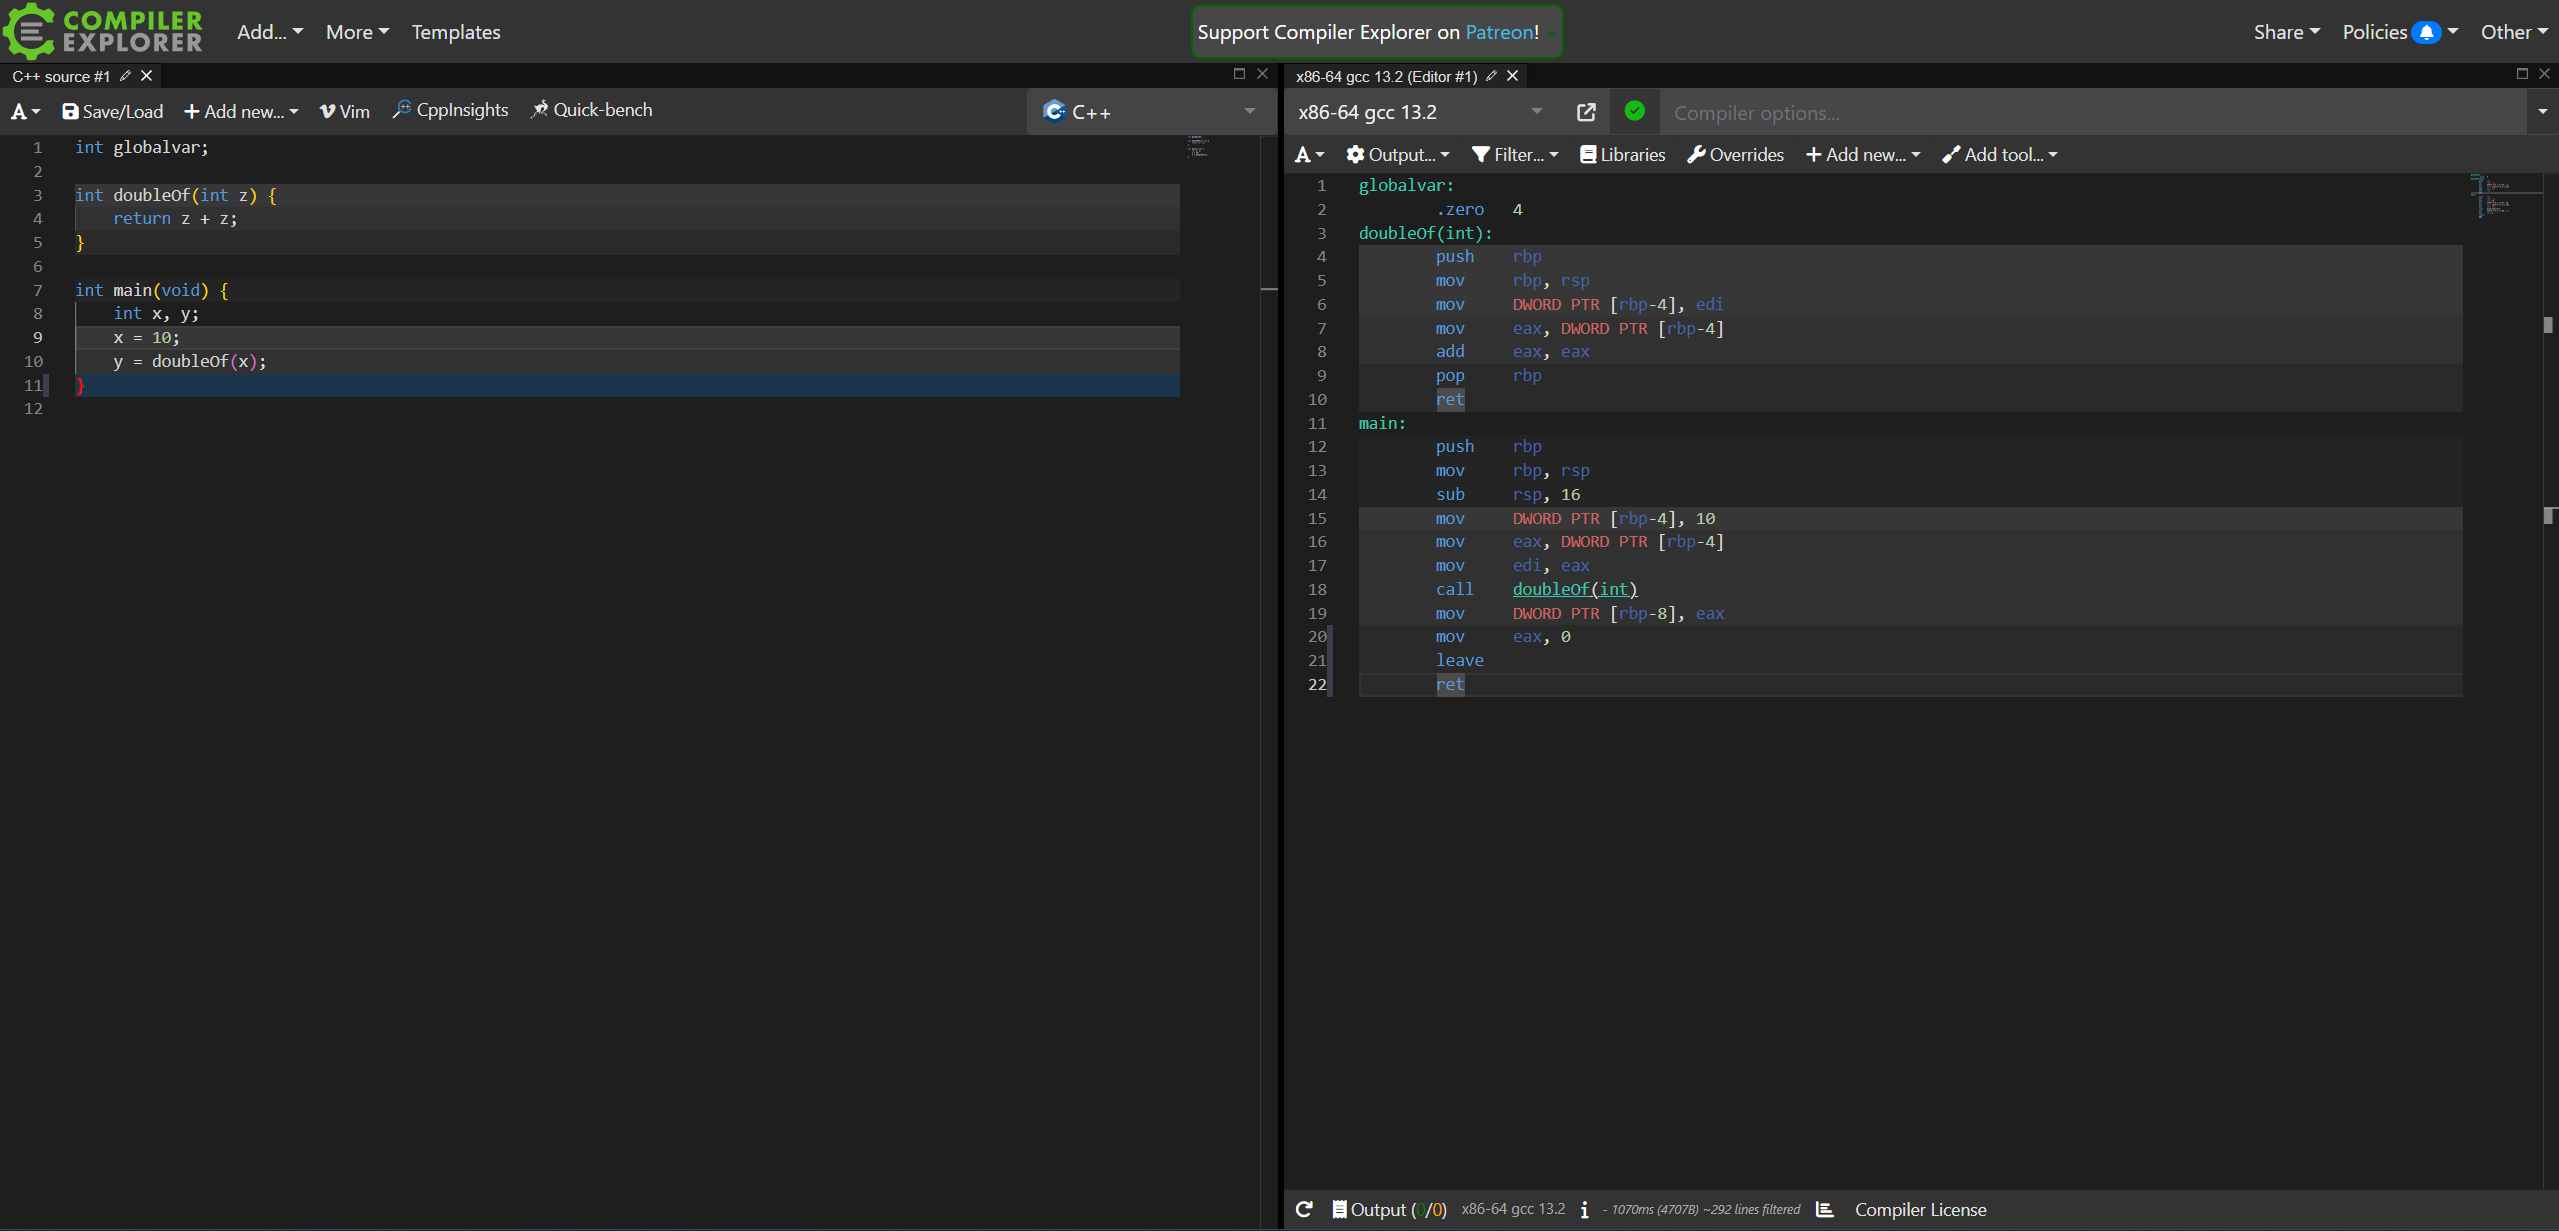 COMPILER EXPLORER Add... More Templates Support Compiler Explorer on Patreon! Share Policies Other
C++ source #1
A Save/Load Add new... Vim CppInsights Quick-bench C++
1 int globalvar;
2
3 int doubleOf(int z) {
4 return z + z;
5 }
6
7 int main(void) {
8 int x, y;
9 x = 10;
10 y = doubleOf(x);
11 }
12
x86-64 gcc 13.2 (Editor #1)
x86-64 gcc 13.2 Compiler options...
A Output... Filter... Libraries Overrides Add new... Add tool...
1 globalvar:
2 .zero 4
3 doubleOf(int):
4 push rbp
5 mov rbp, rsp
6 mov DWORD PTR [rbp-4], edi
7 mov eax, DWORD PTR [rbp-4]
8 add eax, eax
9 pop rbp
10 ret
11 main:
12 push rbp
13 mov rbp, rsp
14 sub rsp, 16
15 mov DWORD PTR [rbp-4], 10
16 mov eax, DWORD PTR [rbp-4]
17 mov edi, eax
18 call doubleOf(int)
19 mov DWORD PTR [rbp-8], eax
20 mov eax, 0
21 leave
22 ret
Output (0/0) x86-64 gcc 13.2 i - 1070ms (4707B) ~292 lines filtered Compiler License